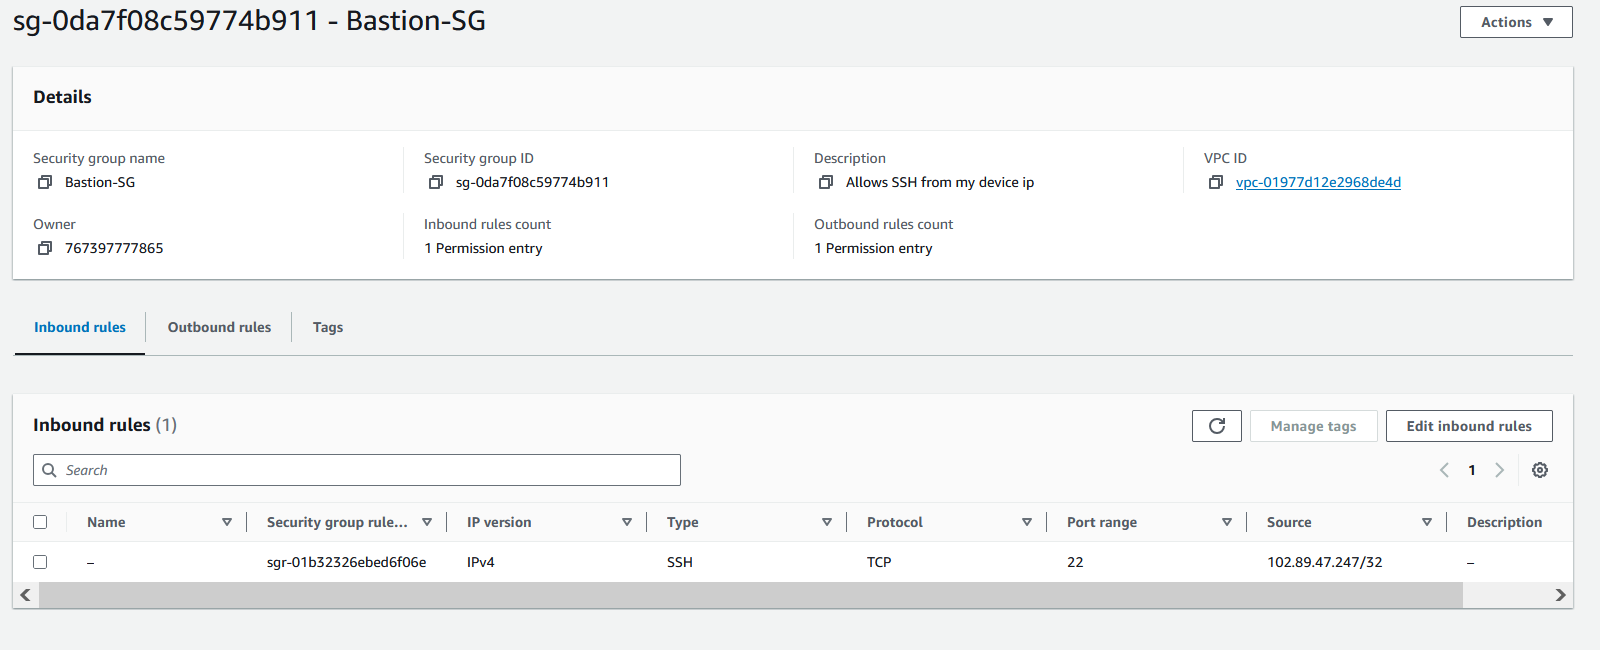 sg-0da7f08c59774b911 - Bastion-SG
Actions
Details
Security group name
Bastion-SG
Security group ID
sg-0da7f08c59774b911
Description
Allows SSH from my device ip
VPC ID
vpc-01977d12e2968de4d
Owner
767397777865
Inbound rules count
1 Permission entry
Outbound rules count
1 Permission entry
Inbound rules
Outbound rules
Tags
Inbound rules (1)
Manage tags
Edit inbound rules
Search
1
Name Security group rule... IP version Type Protocol Port range Source Description
– sgr-01b32326ebed6f06e IPv4 SSH TCP 22 102.89.47.247/32 –